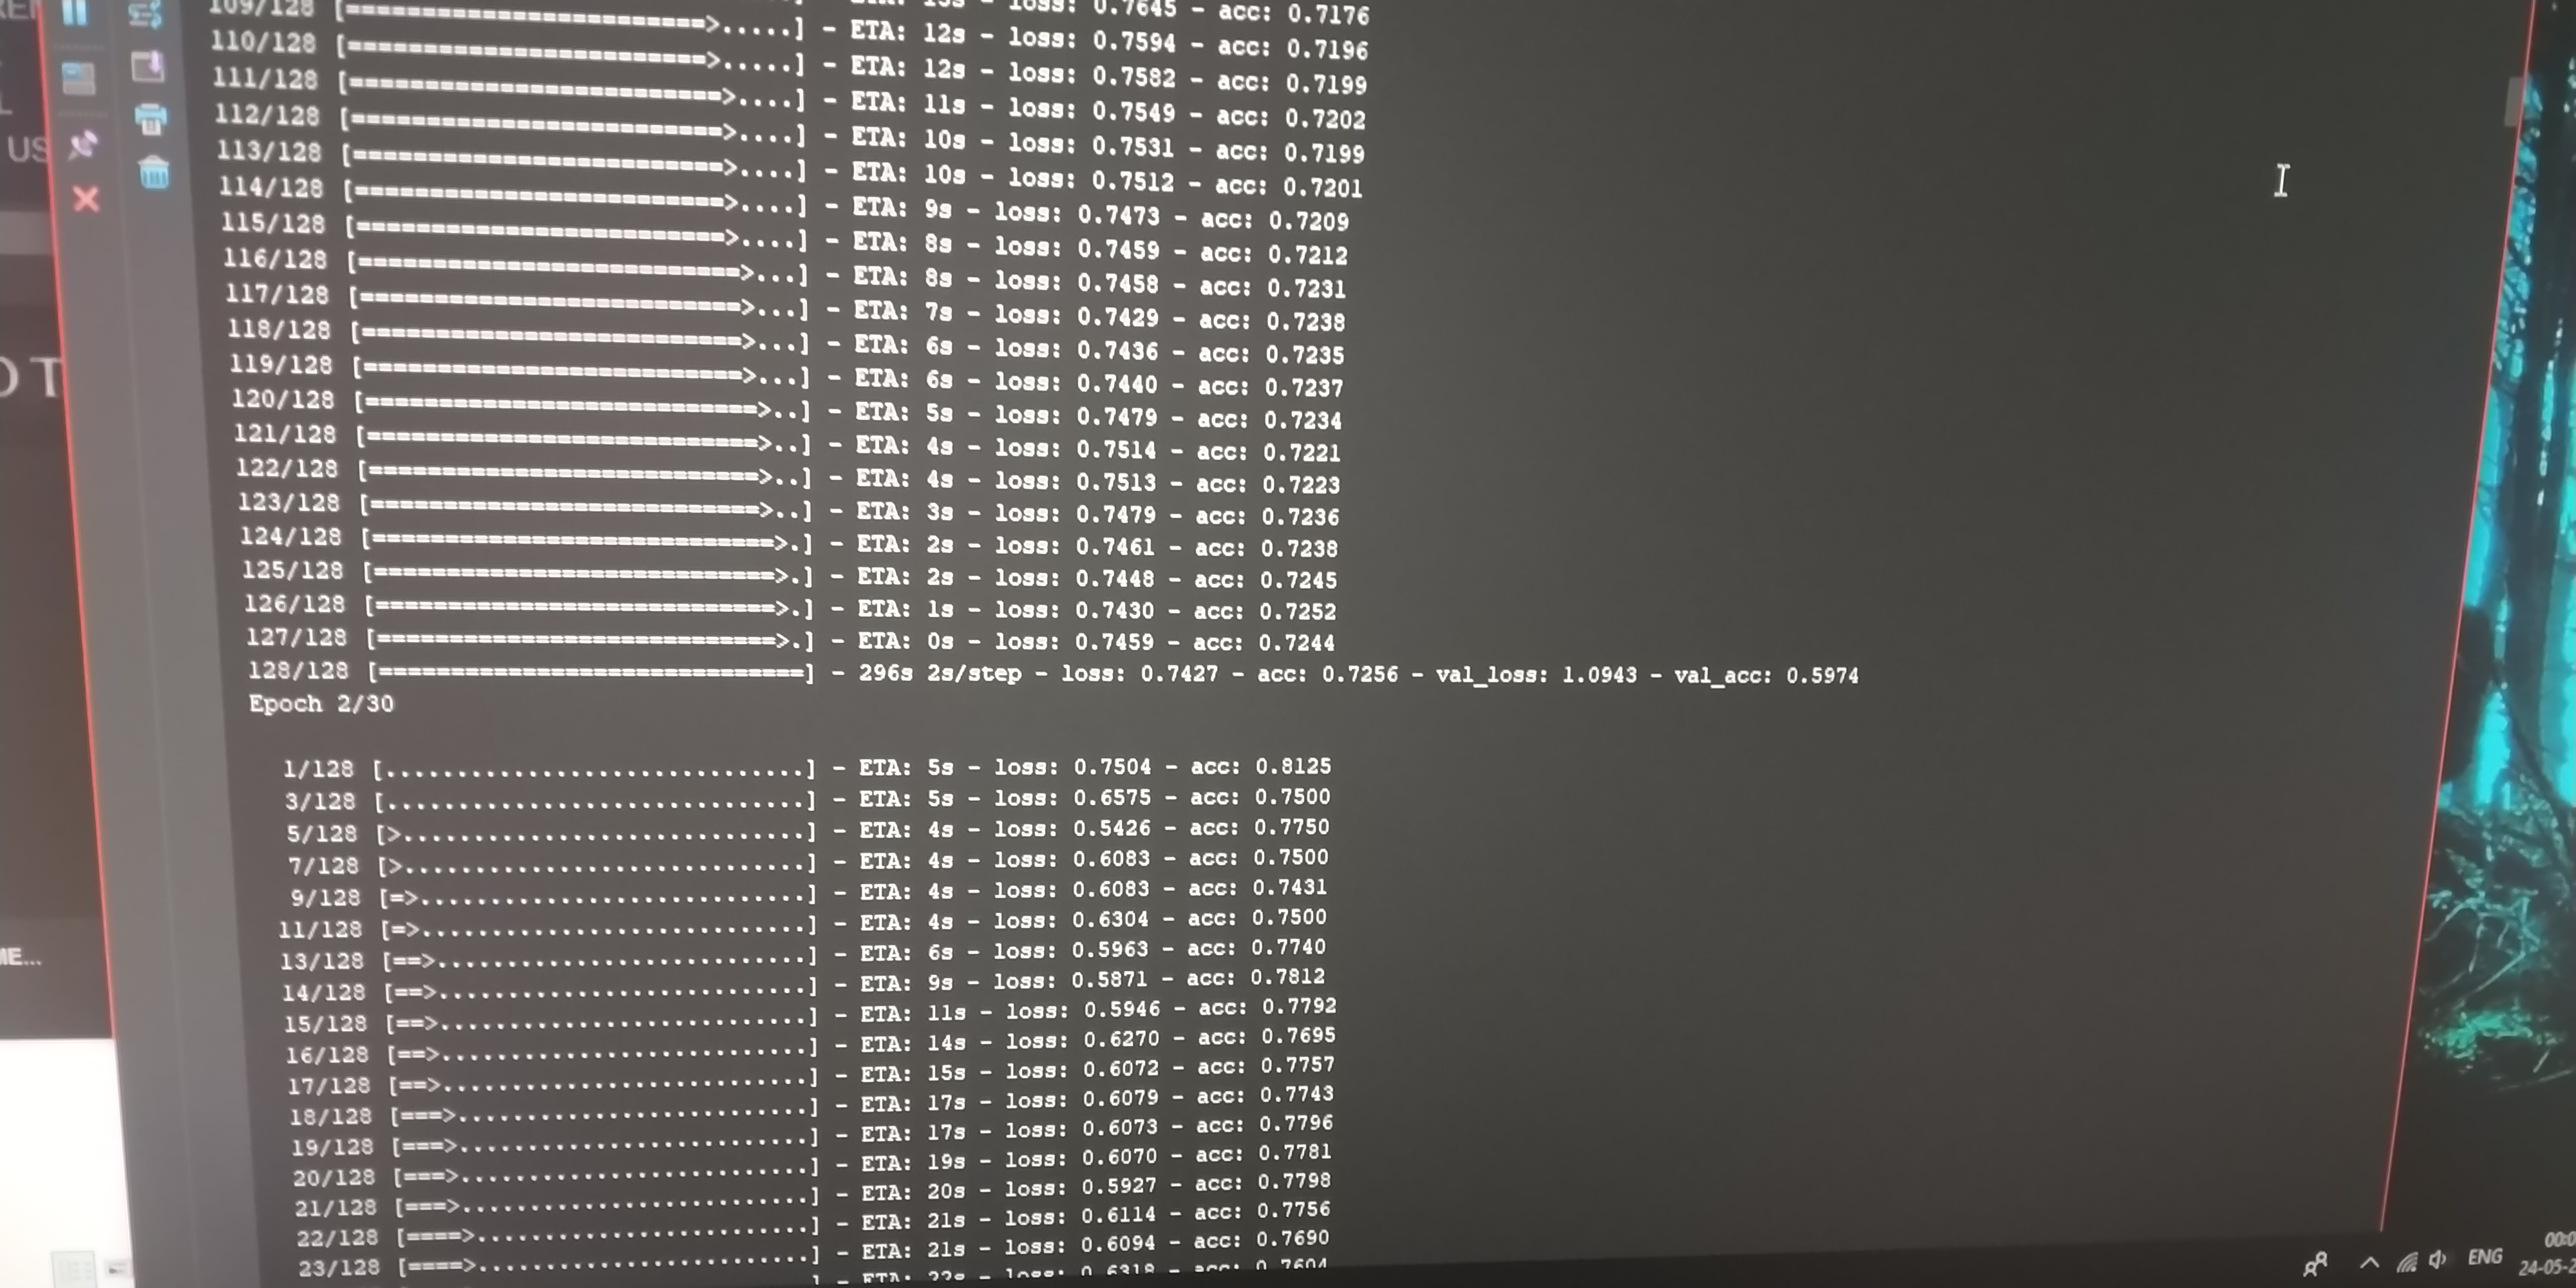 109/128 [=========================>.....] - ETA: 13s - loss: 0.7645 - acc: 0.7176
110/128 [========================>.....] - ETA: 12s - loss: 0.7594 - acc: 0.7196
111/128 [=========================>....] - ETA: 12s - loss: 0.7582 - acc: 0.7199
112/128 [=========================>....] - ETA: 11s - loss: 0.7549 - acc: 0.7202
113/128 [=========================>....] - ETA: 10s - loss: 0.7531 - acc: 0.7199
114/128 [=========================>....] - ETA: 10s - loss: 0.7512 - acc: 0.7201
115/128 [=========================>....] - ETA: 9s - loss: 0.7473 - acc: 0.7209
116/128 [==========================>...] - ETA: 8s - loss: 0.7459 - acc: 0.7212
117/128 [==========================>...] - ETA: 8s - loss: 0.7458 - acc: 0.7231
118/128 [==========================>...] - ETA: 7s - loss: 0.7429 - acc: 0.7238
119/128 [==========================>...] - ETA: 6s - loss: 0.7436 - acc: 0.7235
120/128 [===========================>..] - ETA: 6s - loss: 0.7440 - acc: 0.7237
121/128 [===========================>..] - ETA: 5s - loss: 0.7479 - acc: 0.7234
122/128 [===========================>..] - ETA: 4s - loss: 0.7514 - acc: 0.7221
123/128 [===========================>..] - ETA: 4s - loss: 0.7513 - acc: 0.7223
124/128 [============================>.] - ETA: 3s - loss: 0.7479 - acc: 0.7236
125/128 [============================>.] - ETA: 2s - loss: 0.7461 - acc: 0.7238
126/128 [============================>.] - ETA: 2s - loss: 0.7448 - acc: 0.7245
127/128 [============================>.] - ETA: 1s - loss: 0.7430 - acc: 0.7252
ETA: 0s - loss: 0.7459 - acc: 0.7244
128/128 [==============================] - 296s 2s/step - loss: 0.7427 - acc: 0.7256 - val_loss: 1.0943 - val_acc: 0.5974
Epoch 2/30
1/128 [..............................] - ETA: 5s - loss: 0.7504 - acc: 0.8125
3/128 [..............................] - ETA: 5s - loss: 0.6575 - acc: 0.7500
5/128 [>.............................] - ETA: 4s - loss: 0.5426 - acc: 0.7750
7/128 [>.............................] - ETA: 4s - loss: 0.6083 - acc: 0.7500
9/128 [=>............................] - ETA: 4s - loss: 0.6083 - acc: 0.7431
11/128 [=>............................] - ETA: 4s - loss: 0.6304 - acc: 0.7500
13/128 [==>...........................] - ETA: 6s - loss: 0.5963 - acc: 0.7740
14/128 [==>...........................] - ETA: 9s - loss: 0.5871 - acc: 0.7812
15/128 [==>...........................] - ETA: 11s - loss: 0.5946 - acc: 0.7792
16/128 [==>...........................] - ETA: 14s - loss: 0.6270 - acc: 0.7695
17/128 [==>...........................] - ETA: 15s - loss: 0.6072 - acc: 0.7757
18/128 [===>..........................] - ETA: 17s - loss: 0.6079 - acc: 0.7743
19/128 [===>..........................] - ETA: 17s - loss: 0.6073 - acc: 0.7796
20/128 [===>..........................] - ETA: 19s - loss: 0.6070 - acc: 0.7781
21/128 [===>..........................] - ETA: 20s - loss: 0.5927 - acc: 0.7798
22/128 [====>.........................] - ETA: 21s - loss: 0.6114 - acc: 0.7756
23/128 [====>.........................] - ETA: 21s - loss: 0.6094 - acc: 0.7690
ETA: 22s - loss: 0.6318 - acc: 0.7604
US
ME...
ENG